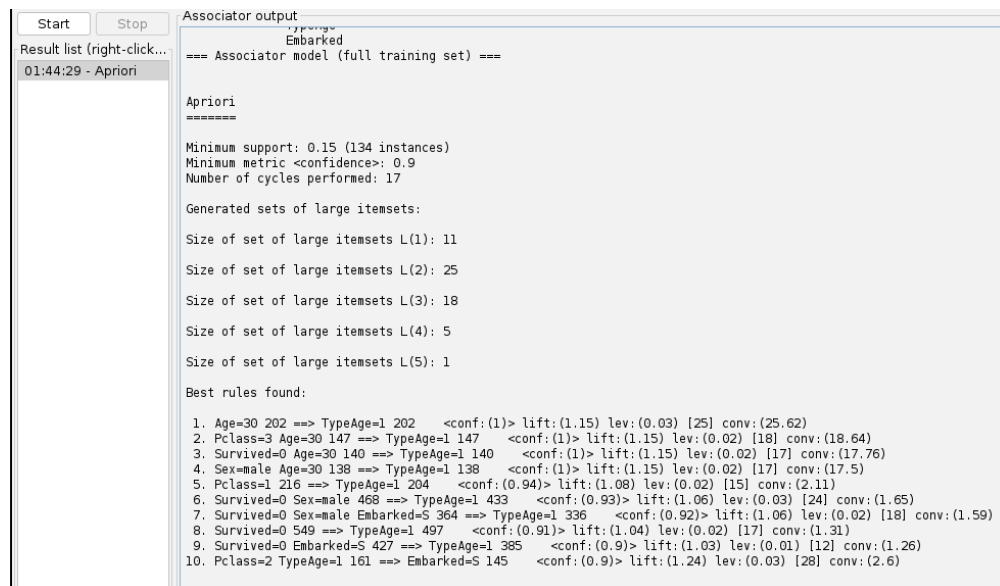 Start
Stop
Result list (right-click...
01:44:29 - Apriori
Associator output
TypeAge
Embarked
=== Associator model (full training set) ===
Apriori
=======
Minimum support: 0.15 (134 instances)
Minimum metric <confidence>: 0.9
Number of cycles performed: 17
Generated sets of large itemsets:
Size of set of large itemsets L(1): 11
Size of set of large itemsets L(2): 25
Size of set of large itemsets L(3): 18
Size of set of large itemsets L(4): 5
Size of set of large itemsets L(5): 1
Best rules found:
1. Age=30 202 ==> TypeAge=1 202    <conf:(1)> lift:(1.15) lev:(0.03) [25] conv:(25.62)
2. Pclass=3 Age=30 147 ==> TypeAge=1 147    <conf:(1)> lift:(1.15) lev:(0.02) [18] conv:(18.64)
3. Survived=0 Age=30 140 ==> TypeAge=1 140    <conf:(1)> lift:(1.15) lev:(0.02) [17] conv:(17.76)
4. Sex=male Age=30 138 ==> TypeAge=1 138    <conf:(1)> lift:(1.15) lev:(0.02) [17] conv:(17.5)
5. Pclass=1 216 ==> TypeAge=1 204    <conf:(0.94)> lift:(1.08) lev:(0.02) [15] conv:(2.11)
6. Survived=0 Sex=male 468 ==> TypeAge=1 433    <conf:(0.93)> lift:(1.06) lev:(0.03) [24] conv:(1.65)
7. Survived=0 Sex=male Embarked=S 364 ==> TypeAge=1 336    <conf:(0.92)> lift:(1.06) lev:(0.02) [18] conv:(1.59)
8. Survived=0 549 ==> TypeAge=1 497    <conf:(0.91)> lift:(1.04) lev:(0.02) [17] conv:(1.31)
9. Survived=0 Embarked=S 427 ==> TypeAge=1 385    <conf:(0.9)> lift:(1.03) lev:(0.01) [12] conv:(1.26)
10. Pclass=2 TypeAge=1 161 ==> Embarked=S 145    <conf:(0.9)> lift:(1.24) lev:(0.03) [28] conv:(2.6)